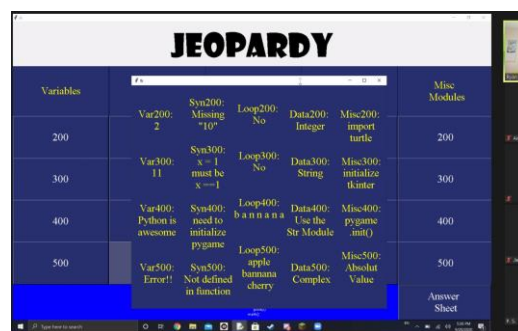 JEOPARDY
Variables
Misc
Modules
200
300
400
500
200
300
400
500
Answer
Sheet
Var200:
2
Var300:
11
Var400:
Python is
awesome
Var500:
Error!!
Syn200:
Missing
"10"
Syn300:
x = 1
must be
x ==1
Syn400:
need to
initialize
pygame
Syn500:
Not defined
in function
Loop200:
No
Loop300:
No
Loop400:
b a n n a n a
Loop500:
apple
bannana
cherry
Data200:
Integer
Data300:
String
Data400:
Use the
Str Module
Data500:
Complex
Misc200:
import
turtle
Misc300:
initialize
tkinter
Misc400:
pygame
.init()
Misc500:
Absolut
Value
Type here to search